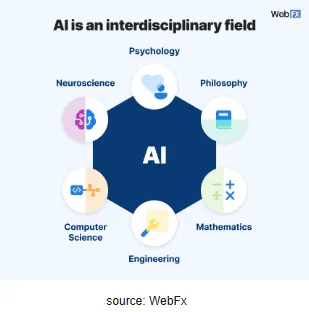 WebFX
AI is an interdisciplinary field
Psychology
Neuroscience
Philosophy
AI
Computer
Science
Mathematics
Engineering
source: WebFx